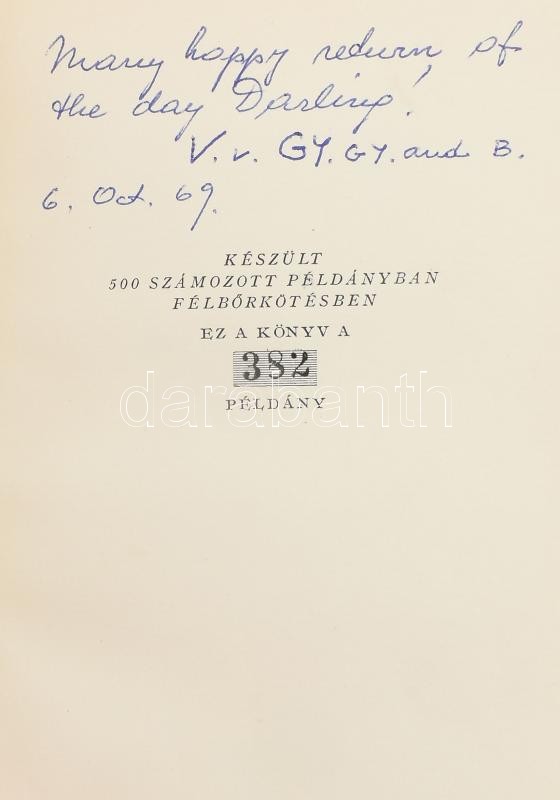 Many happy return of
the day Darling!
V. v. GY. GY. and B.
6. Oct. 69.
KÉSZÜLT
500 SZÁMOZOTT PÉLDÁNYBAN
FÉLBŐRKÖTÉSBEN
EZ A KÖNYV A
382
darabanth
PÉLDÁNY